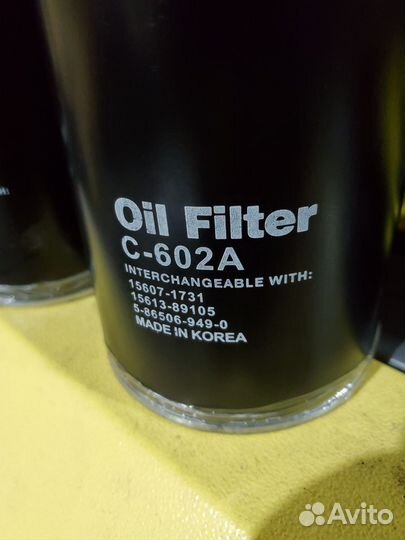 Oil Filter
C-602A
INTERCHANGEABLE WITH:
15607-1731
15613-89105
5-86506-949-0
MADE IN KOREA
Avito